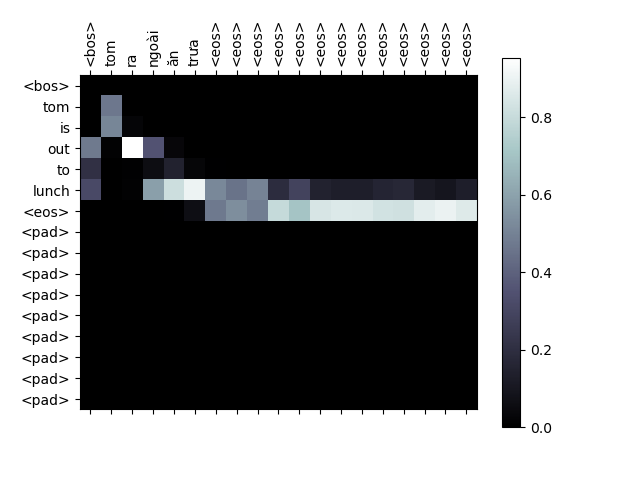 <bos> tom ra ngoài ăn trưa <eos> <eos> <eos> <eos> <eos> <eos> <eos> <eos> <eos> <eos> <eos> <eos> <eos>
<bos>
tom
is
out
to
lunch
<eos>
<pad>
<pad>
<pad>
<pad>
<pad>
<pad>
<pad>
<pad>
<pad>
0.8
0.6
0.4
0.2
0.0